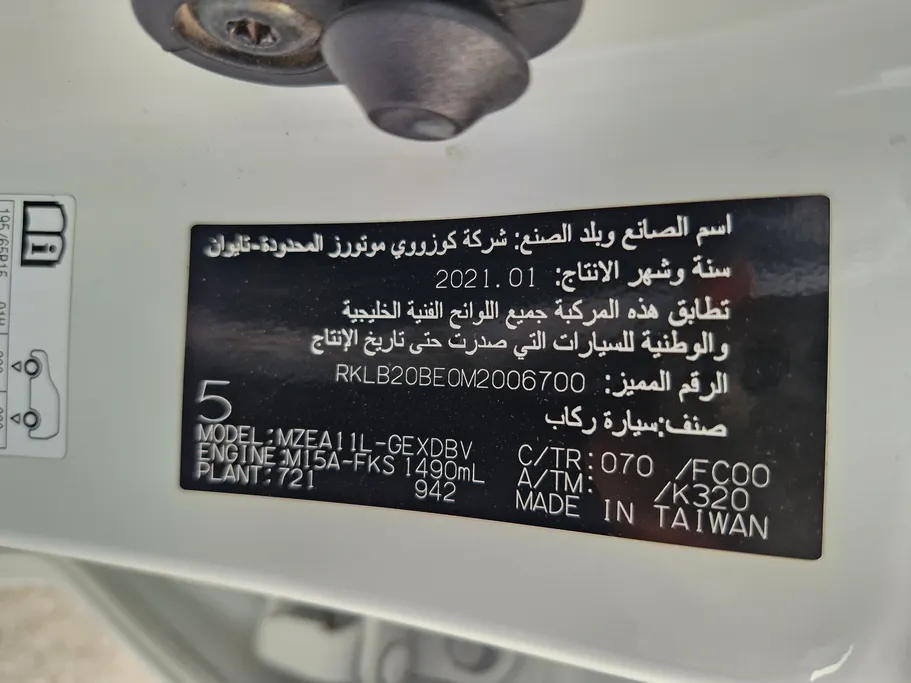 اسم الصانع وبلد الصنع: شركة كوزووي موتورز المحدودة-تايوان
سنة وشهر الانتاج: 2021.01
تطابق هذه المركبة جميع اللوائح الفنية الخليجية
والوطنية للسيارات التي صدرت حتى تاريخ الإنتاج
الرقم المميز: RKLB20BE0M2006700
صنف:سيارة ركاب
5
MODEL:MZEA11L-GEXDBV
ENGINE:M15A-FKS 1490mL
PLANT:721 942
C/TR:070 /FC00
A/TM: /K320
MADE IN TAIWAN
195/65R15